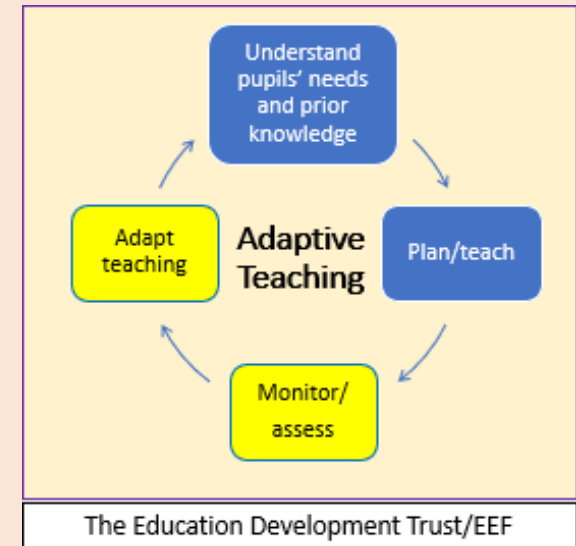 Understand
pupils’ needs
and prior
knowledge
Adapt
teaching
Adaptive
Teaching
Plan/teach
Monitor/
assess
The Education Development Trust/EEF